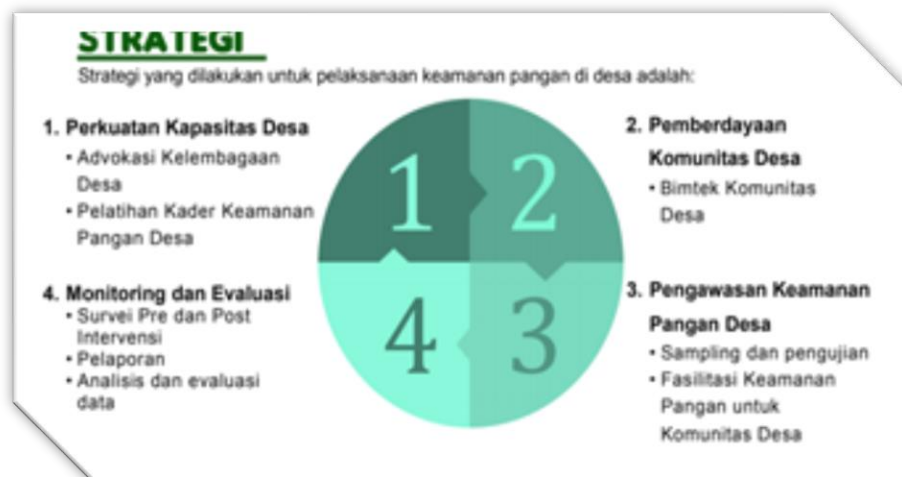 STRATEGI
Strategi yang dilakukan untuk pelaksanaan keamanan pangan di desa adalah:
1. Perkuatan Kapasitas Desa
• Advokasi Kelembagaan
Desa
• Pelatihan Kader Keamanan
Pangan Desa
2. Pemberdayaan
Komunitas Desa
• Bimtek Komunitas
Desa
3. Pengawasan Keamanan
Pangan Desa
• Sampling dan pengujian
• Fasilitasi Keamanan
Pangan untuk
Komunitas Desa
4. Monitoring dan Evaluasi
• Survei Pre dan Post
Intervensi
• Pelaporan
• Analisis dan evaluasi
data
1
2
3
4